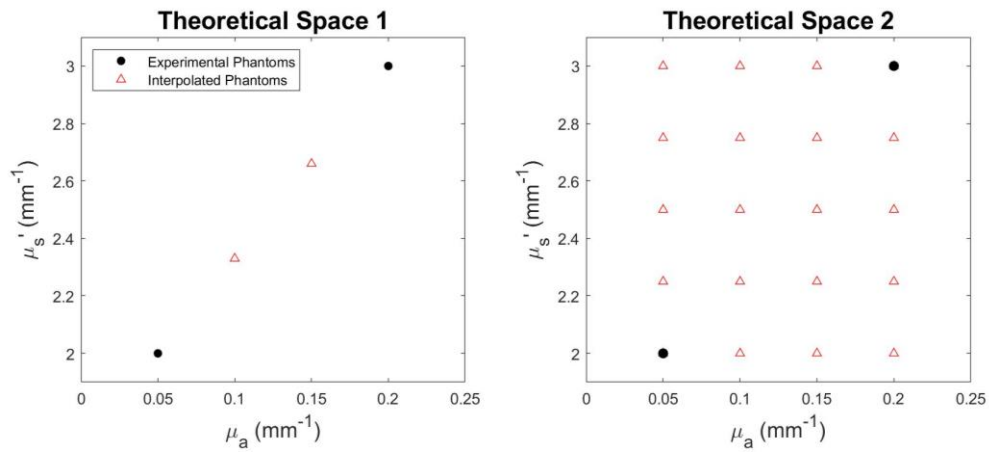 Theoretical Space 1
Experimental Phantoms
Interpolated Phantoms
3
2.8
2.6
2.4
2.2
2
μs' (mm-1)
0 0.05 0.1 0.15 0.2 0.25
μa (mm-1)
Theoretical Space 2
3
2.8
2.6
2.4
2.2
2
μs' (mm-1)
0 0.05 0.1 0.15 0.2 0.25
μa (mm-1)